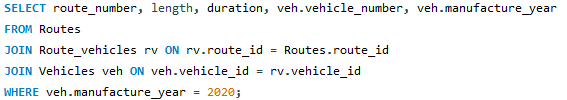 SELECT route_number, length, duration, veh.vehicle_number, veh.manufacture_year
FROM Routes
JOIN Route_vehicles rv ON rv.route_id = Routes.route_id
JOIN Vehicles veh ON veh.vehicle_id = rv.vehicle_id
WHERE veh.manufacture_year = 2020;